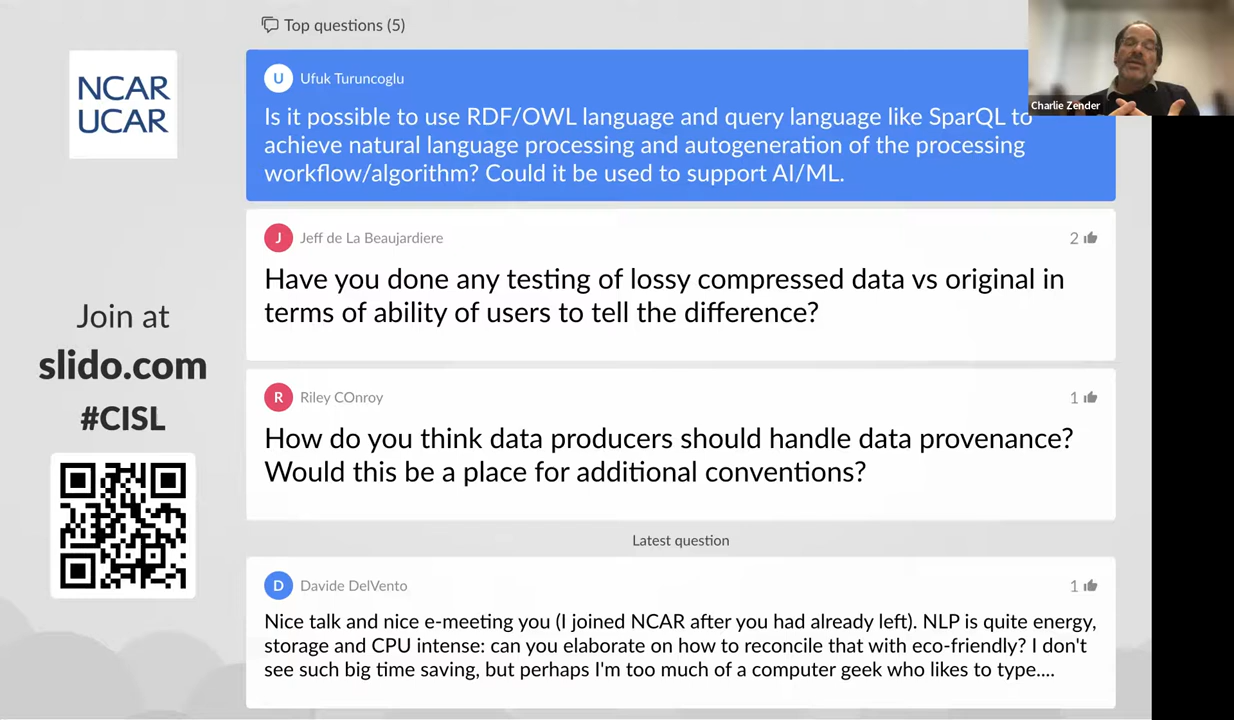 Top questions (5)
NCAR
UCAR
U Ufuk Turuncoglu
Is it possible to use RDF/OWL language and query language like SparQL to
achieve natural language processing and autogeneration of the processing
workflow/algorithm? Could it be used to support AI/ML.
Charlie Zender
J Jeff de La Beaujardiere 2
Have you done any testing of lossy compressed data vs original in
terms of ability of users to tell the difference?
Join at
slido.com
#CISL
R Riley COnroy 1
How do you think data producers should handle data provenance?
Would this be a place for additional conventions?
Latest question
D Davide DelVento 1
Nice talk and nice e-meeting you (I joined NCAR after you had already left). NLP is quite energy,
storage and CPU intense: can you elaborate on how to reconcile that with eco-friendly? I don't
see such big time saving, but perhaps I'm too much of a computer geek who likes to type....